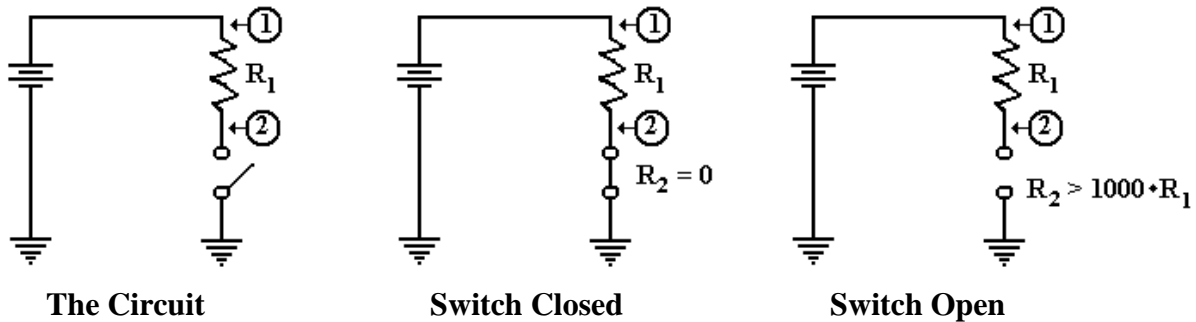 1
R1
2
The Circuit
1
R1
2
R2 = 0
Switch Closed
1
R1
2
R2 > 1000•R1
Switch Open